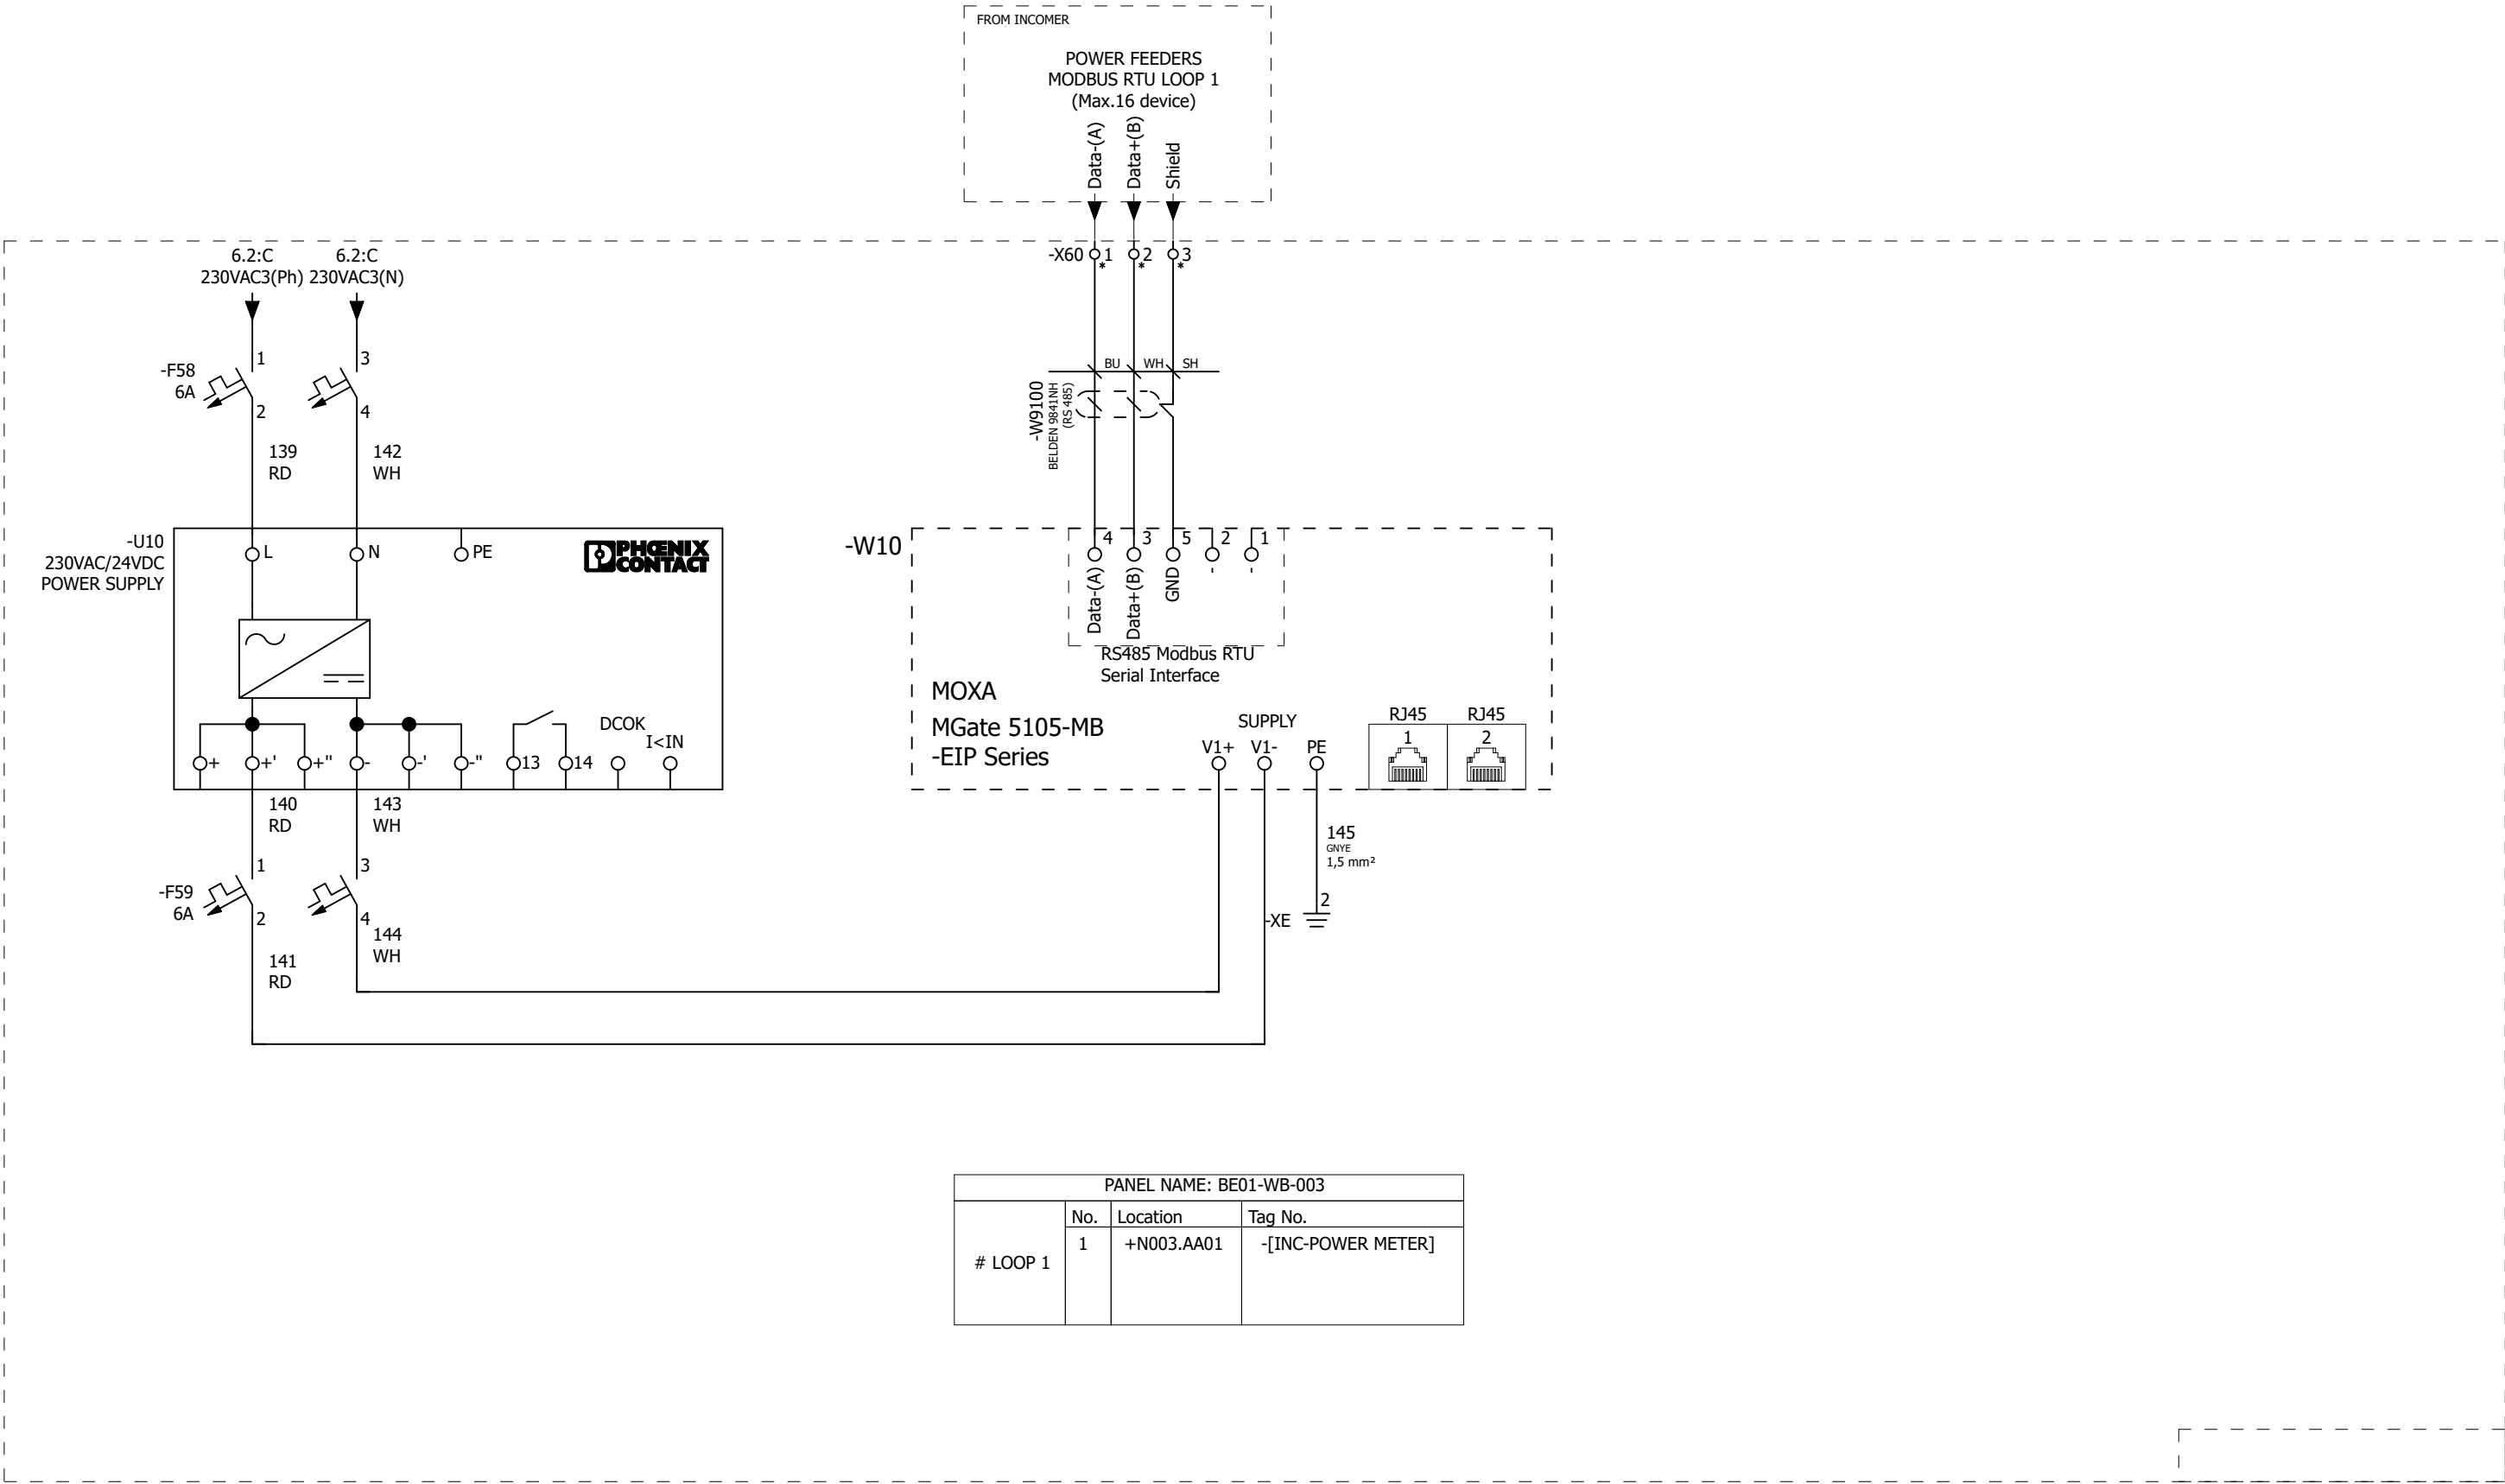 FROM INCOMER
POWER FEEDERS
MODBUS RTU LOOP 1
(Max.16 device)
Data-(A)
Data+(B)
Shield
6.2:C
230VAC3(Ph)
6.2:C
230VAC3(N)
-X60
1
*
2
*
3
*
-F58
6A
1
2
3
4
139
RD
142
WH
BU
WH
SH
-W9100
BELDEN 9841NH
(RS 485)
-U10
230VAC/24VDC
POWER SUPPLY
L
N
PE
PHŒNIX
CONTACT
DCOK
I<IN
+
+'
+"
-
-'
-"
13
14
-W10
4
3
5
2
1
Data-(A)
Data+(B)
GND
-
-
RS485 Modbus RTU
Serial Interface
MOXA
MGate 5105-MB
-EIP Series
SUPPLY
V1+
V1-
PE
RJ45
1
RJ45
2
140
RD
143
WH
-F59
6A
1
2
3
4
144
WH
141
RD
145
GNYE
1,5 mm²
2
-XE
PANEL NAME: BE01-WB-003
No.
Location
Tag No.
# LOOP 1
1
+N003.AA01
-[INC-POWER METER]